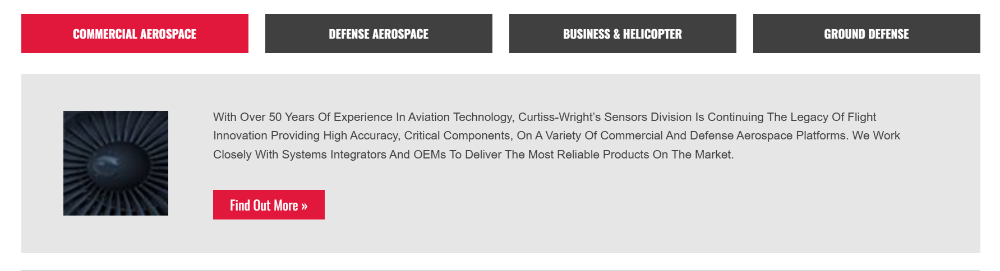 COMMERCIAL AEROSPACE
DEFENSE AEROSPACE
BUSINESS & HELICOPTER
GROUND DEFENSE
With Over 50 Years Of Experience In Aviation Technology, Curtiss-Wright’s Sensors Division Is Continuing The Legacy Of Flight
Innovation Providing High Accuracy, Critical Components, On A Variety Of Commercial And Defense Aerospace Platforms. We Work
Closely With Systems Integrators And OEMs To Deliver The Most Reliable Products On The Market.
Find Out More »